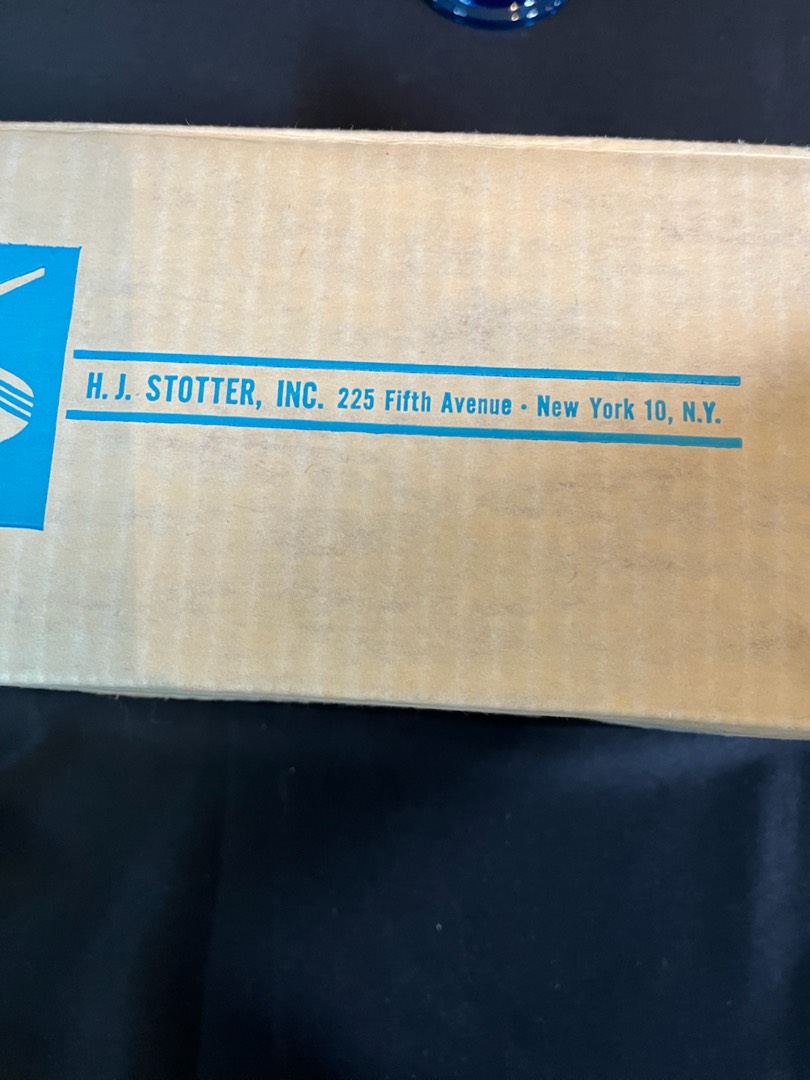 H. J. STOTTER, INC. 225 Fifth Avenue · New York 10, N.Y.